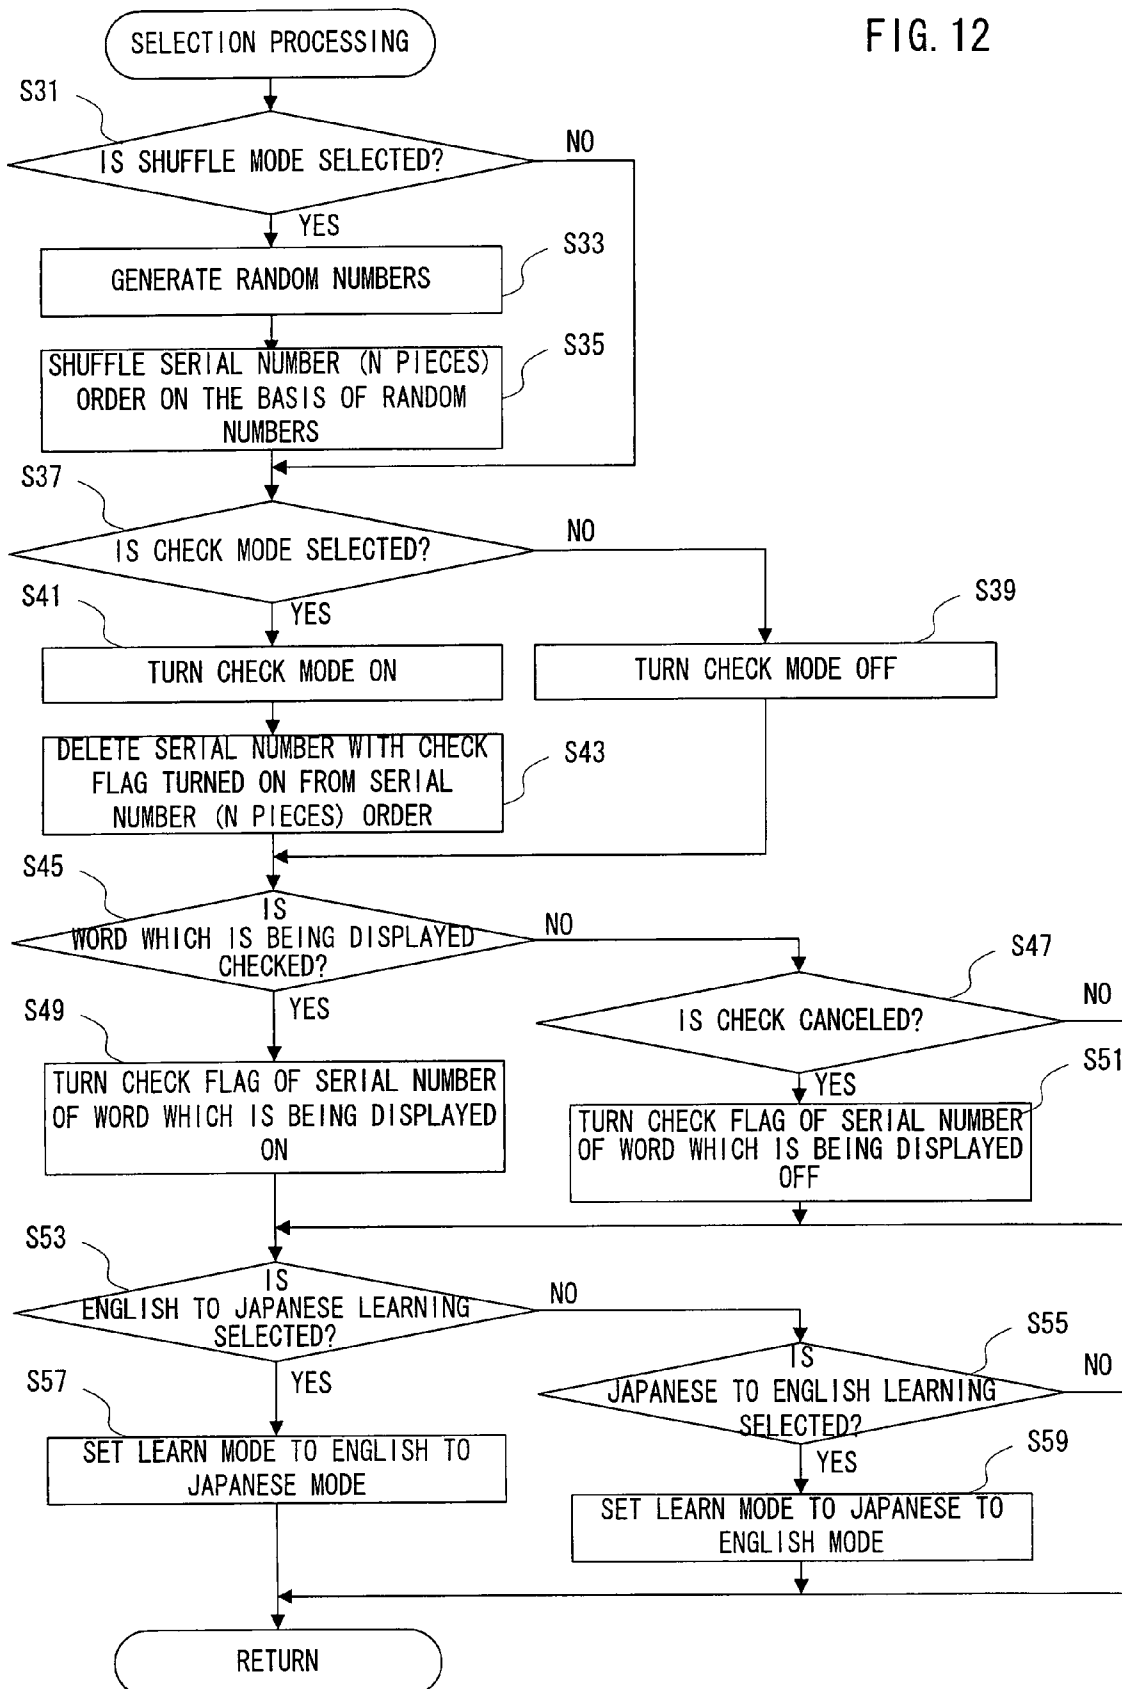 FIG. 12
SELECTION PROCESSING
S31
IS SHUFFLE MODE SELECTED?
NO
YES
S33
GENERATE RANDOM NUMBERS
S35
SHUFFLE SERIAL NUMBER (N PIECES)
ORDER ON THE BASIS OF RANDOM
NUMBERS
S37
IS CHECK MODE SELECTED?
NO
S41
YES
S39
TURN CHECK MODE ON
TURN CHECK MODE OFF
DELETE SERIAL NUMBER WITH CHECK
FLAG TURNED ON FROM SERIAL
NUMBER (N PIECES) ORDER
S43
S45
IS
WORD WHICH IS BEING DISPLAYED
CHECKED?
NO
S47
IS CHECK CANCELED?
NO
S49
YES
YES
S51
TURN CHECK FLAG OF SERIAL NUMBER
OF WORD WHICH IS BEING DISPLAYED
ON
TURN CHECK FLAG OF SERIAL NUMBER
OF WORD WHICH IS BEING DISPLAYED
OFF
S53
IS
ENGLISH TO JAPANESE LEARNING
SELECTED?
NO
S55
IS
JAPANESE TO ENGLISH LEARNING
SELECTED?
NO
S57
YES
YES
S59
SET LEARN MODE TO ENGLISH TO
JAPANESE MODE
SET LEARN MODE TO JAPANESE TO
ENGLISH MODE
RETURN